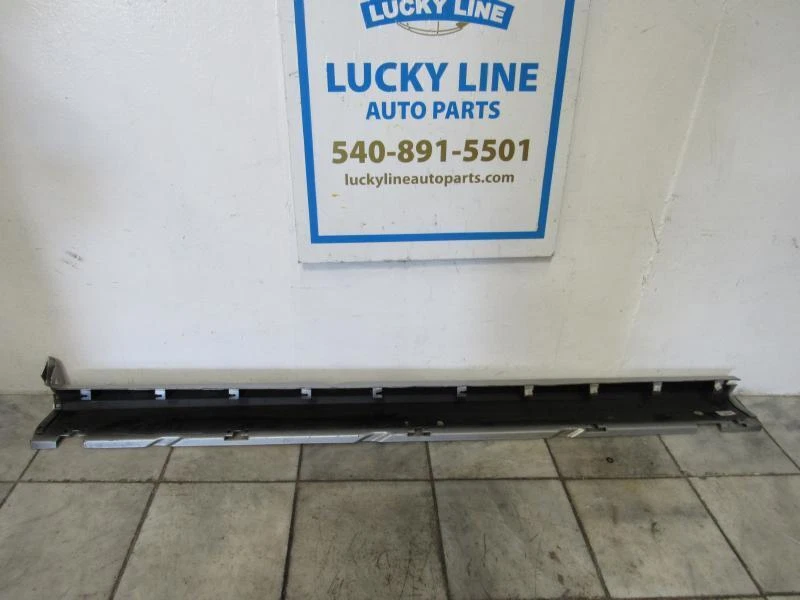 LUCKY LINE
LUCKY LINE
AUTO PARTS
540-891-5501
luckylineautoparts.com